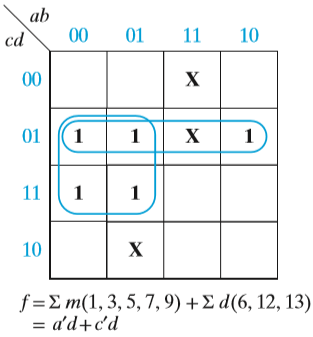 ab
cd
00 01 11 10
00 X
01 1 1 X 1
11 1 1
10 X
f = Σ m(1, 3, 5, 7, 9) + Σ d(6, 12, 13)
= a′d + c′d